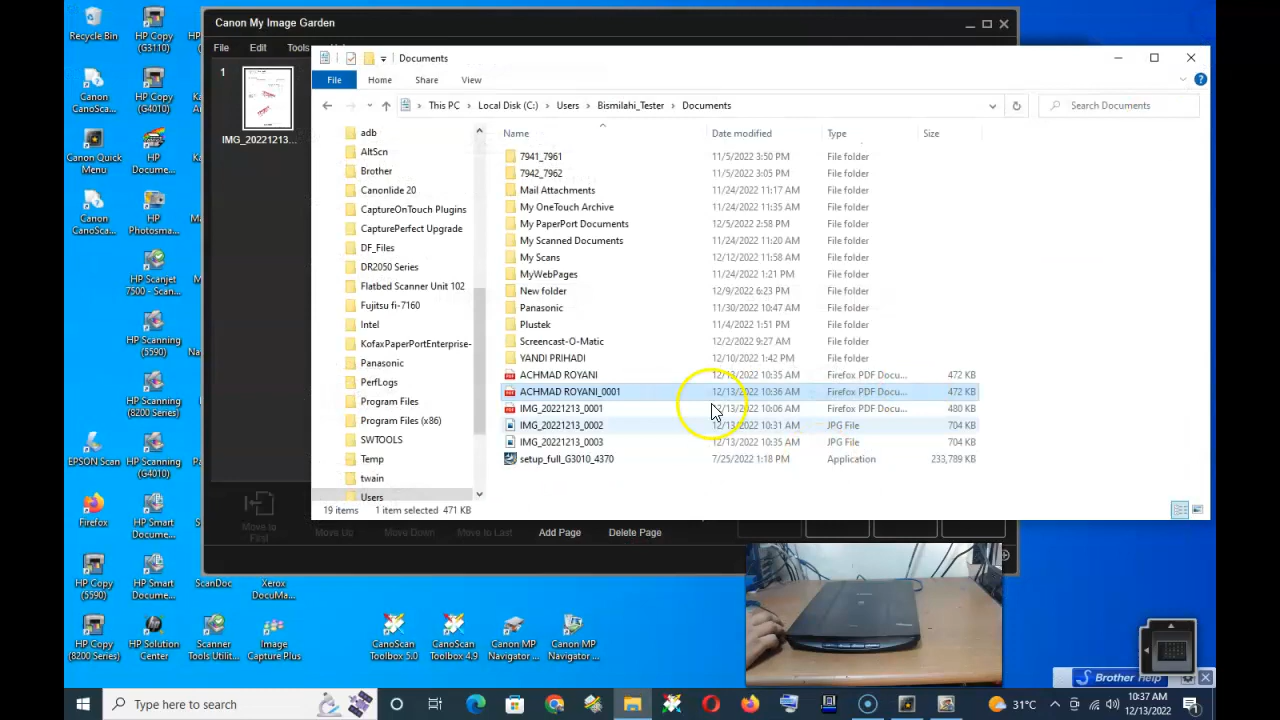 Canon My Image Garden
File Edit Tools
1
IMG_20221213...
Recycle Bin
HP Copy (G3110)
Canon CanoSca...
HP Copy (G4010)
Canon Quick Menu
HP Docume...
Canon CanoSca...
HP Photosma...
HP Scanjet 7500 - Scan...
HP Scanning (5590)
HP Scanning (8200 Series)
EPSON Scan
HP Scanning (G4010)
Firefox
HP Smart Docume...
HP Copy (5590)
HP Smart Docume...
ScanDoc
Xerox DocuMa...
HP Copy (8200 Series)
HP Solution Center
Scanner Tools Utilit...
Image Capture Plus
CanoScan Toolbox 5.0
CanoScan Toolbox 4.9
Canon MP Navigator ...
Canon MP Navigator ...
Documents
File Home Share View
This PC Local Disk (C:) Users Bismilahi_Tester Documents
Search Documents
adb
AltScn
Brother
Canonlide 20
CaptureOnTouch Plugins
CapturePerfect Upgrade
DF_Files
DR2050 Series
Flatbed Scanner Unit 102
Fujitsu fi-7160
Intel
KofaxPaperPortEnterprise-
Panasonic
PerfLogs
Program Files
Program Files (x86)
SWTOOLS
Temp
twain
Users
Name Date modified Type Size
7941_7961 11/5/2022 3:50 PM File folder
7942_7962 11/5/2022 3:05 PM File folder
Mail Attachments 11/24/2022 11:17 AM File folder
My OneTouch Archive 11/24/2022 11:35 AM File folder
My PaperPort Documents 12/5/2022 2:58 PM File folder
My Scanned Documents 11/24/2022 11:20 AM File folder
My Scans 12/12/2022 11:58 AM File folder
MyWebPages 11/24/2022 1:21 PM File folder
New folder 12/9/2022 6:23 PM File folder
Panasonic 11/30/2022 10:47 AM File folder
Plustek 11/4/2022 1:51 PM File folder
Screencast-O-Matic 12/2/2022 9:27 AM File folder
YANDI PRIHADI 12/10/2022 1:42 PM File folder
ACHMAD ROYANI 12/13/2022 10:35 AM Firefox PDF Docu... 472 KB
ACHMAD ROYANI_0001 12/13/2022 10:36 AM Firefox PDF Docu... 472 KB
IMG_20221213_0001 12/13/2022 10:06 AM Firefox PDF Docu... 480 KB
IMG_20221213_0002 12/13/2022 10:31 AM JPG File 704 KB
IMG_20221213_0003 12/13/2022 10:35 AM JPG File 704 KB
setup_full_G3010_4370 7/25/2022 1:18 PM Application 233,789 KB
19 items 1 item selected 471 KB
Move to First
Move Up Move Down Move to Last Add Page Delete Page
Brother Help
Type here to search
31°C
10:37 AM
12/13/2022